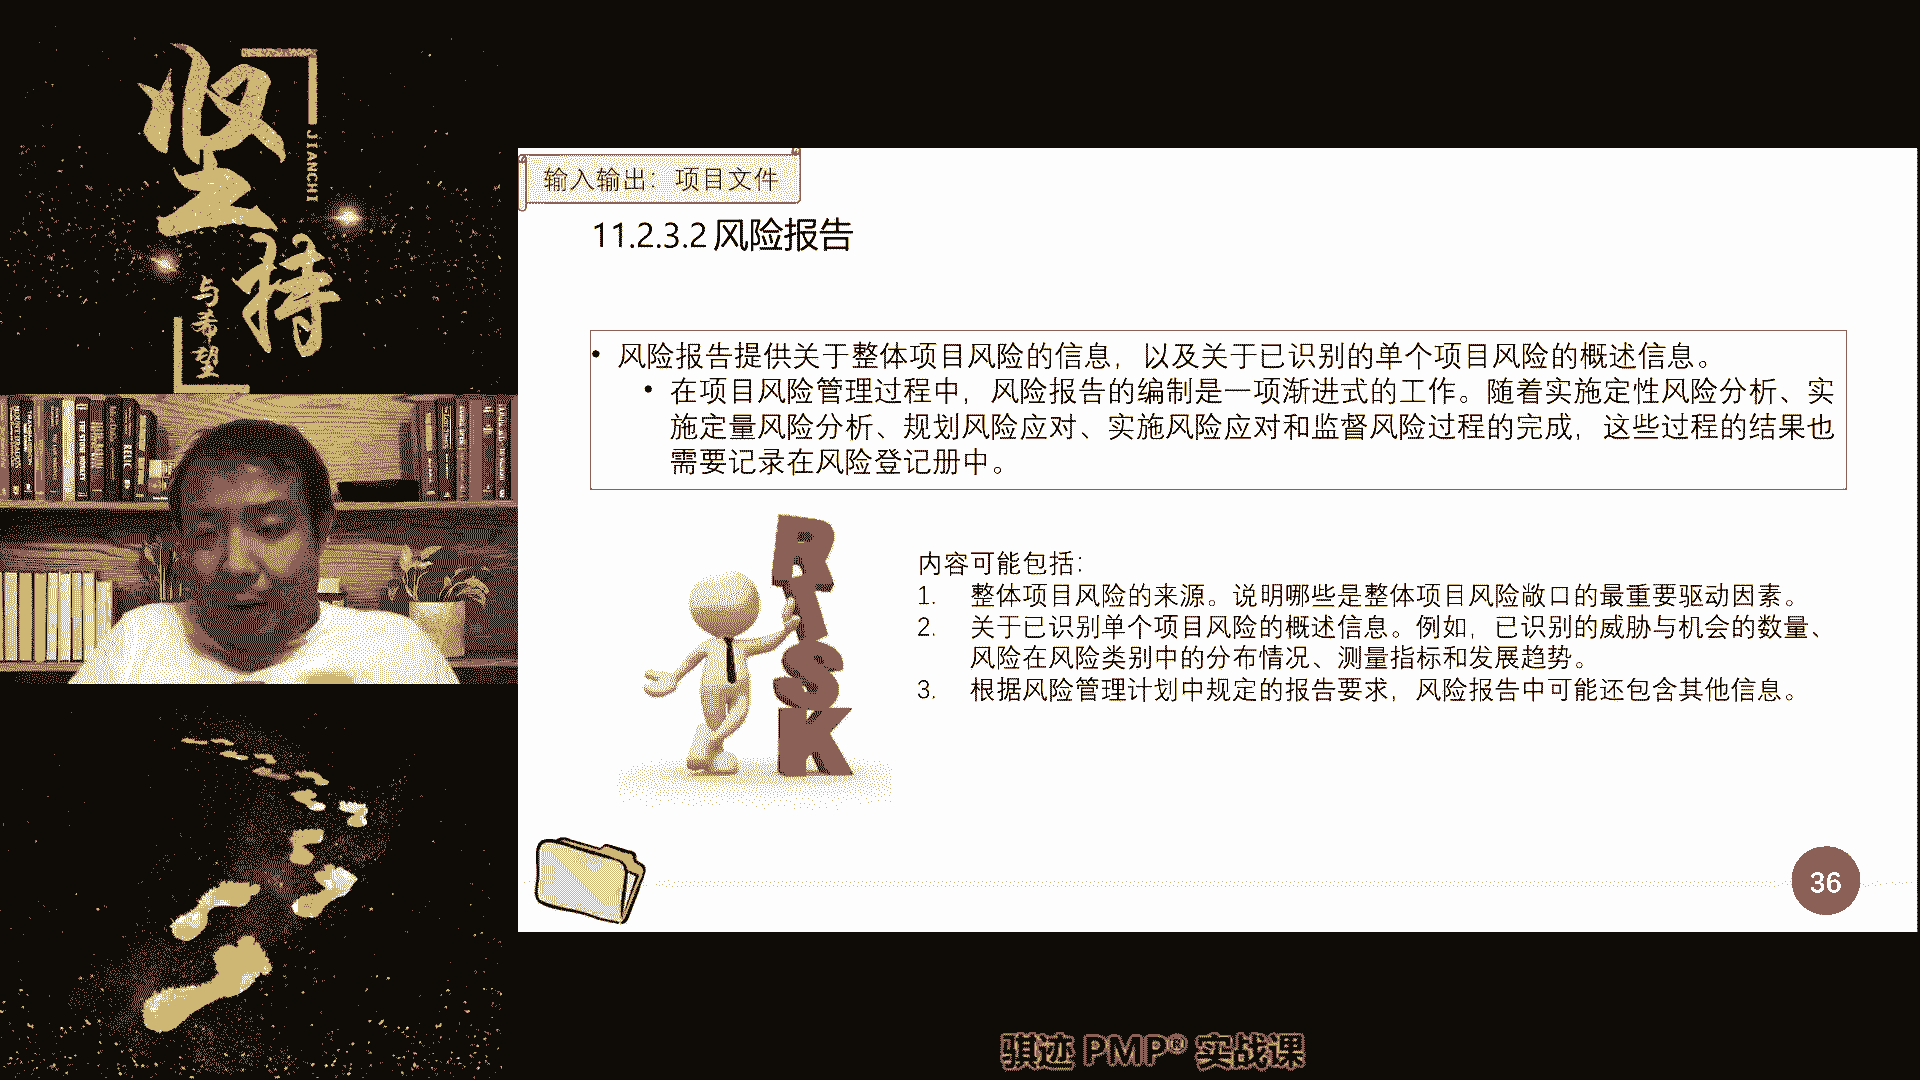 坚持
JIANCHI
与希望
输入输出：项目文件
11.2.3.2 风险报告
• 风险报告提供关于整体项目风险的信息，以及关于已识别的单个项目风险的概述信息。
• 在项目风险管理过程中，风险报告的编制是一项渐进式的工作。随着实施定性风险分析、实
施定量风险分析、规划风险应对、实施风险应对和监督风险过程的完成，这些过程的结果也
需要记录在风险登记册中。
RISK
内容可能包括：
1. 整体项目风险的来源。说明哪些是整体项目风险敞口的最重要驱动因素。
2. 关于已识别单个项目风险的概述信息。例如，已识别的威胁与机会的数量、
风险在风险类别中的分布情况、测量指标和发展趋势。
3. 根据风险管理计划中规定的报告要求，风险报告中可能还包含其他信息。
36
骐迹 PMP® 实战课